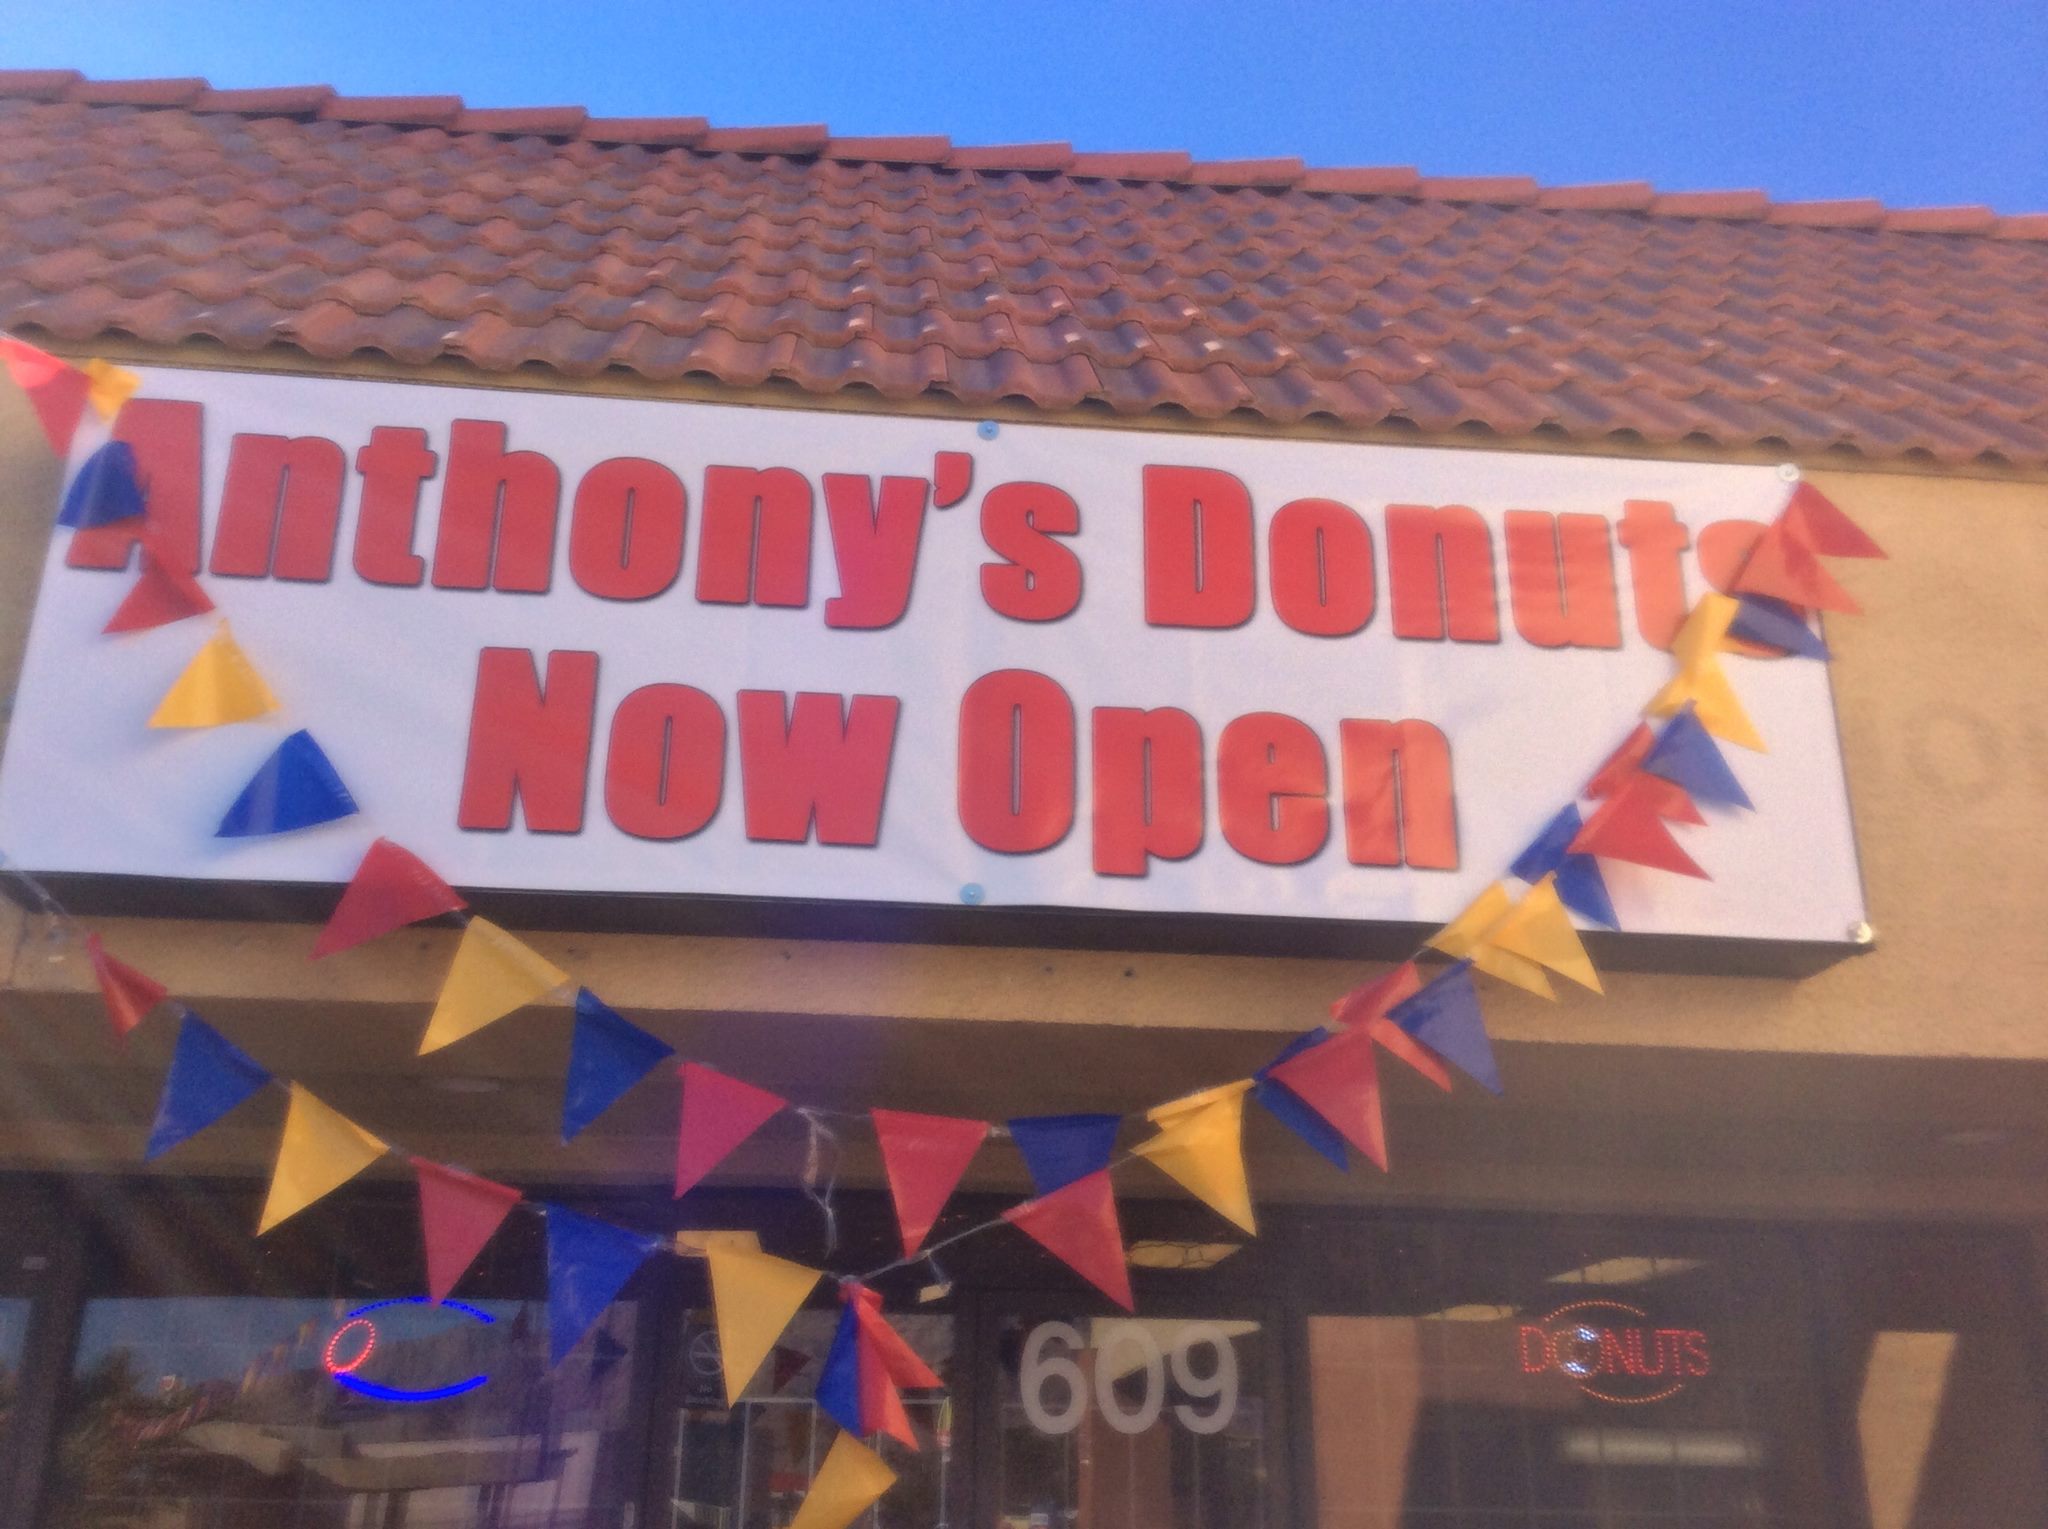 Anthony's Donuts
Now Open
609
DONUTS